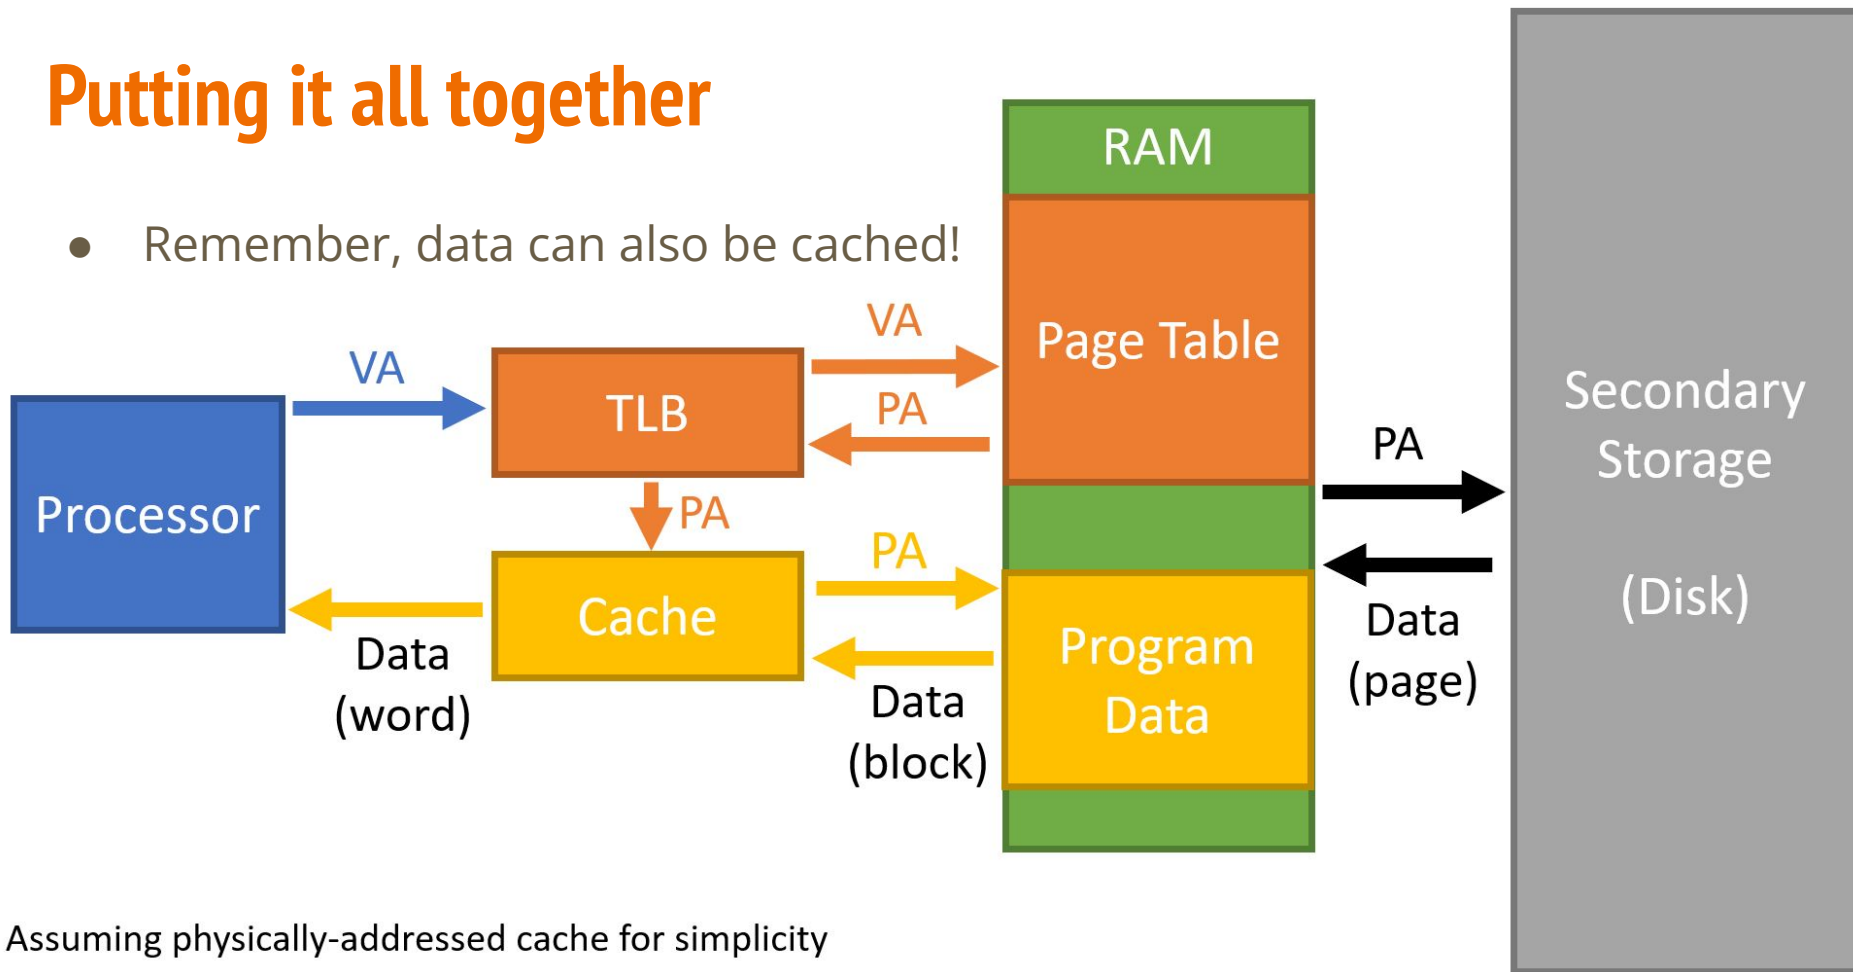 Putting it all together
● Remember, data can also be cached!
RAM
Page Table
VA
VA
TLB
PA
PA
Processor
PA
Cache
Data
(word)
Data
(block)
Program
Data
PA
Data
(page)
Secondary
Storage
(Disk)
Assuming physically-addressed cache for simplicity